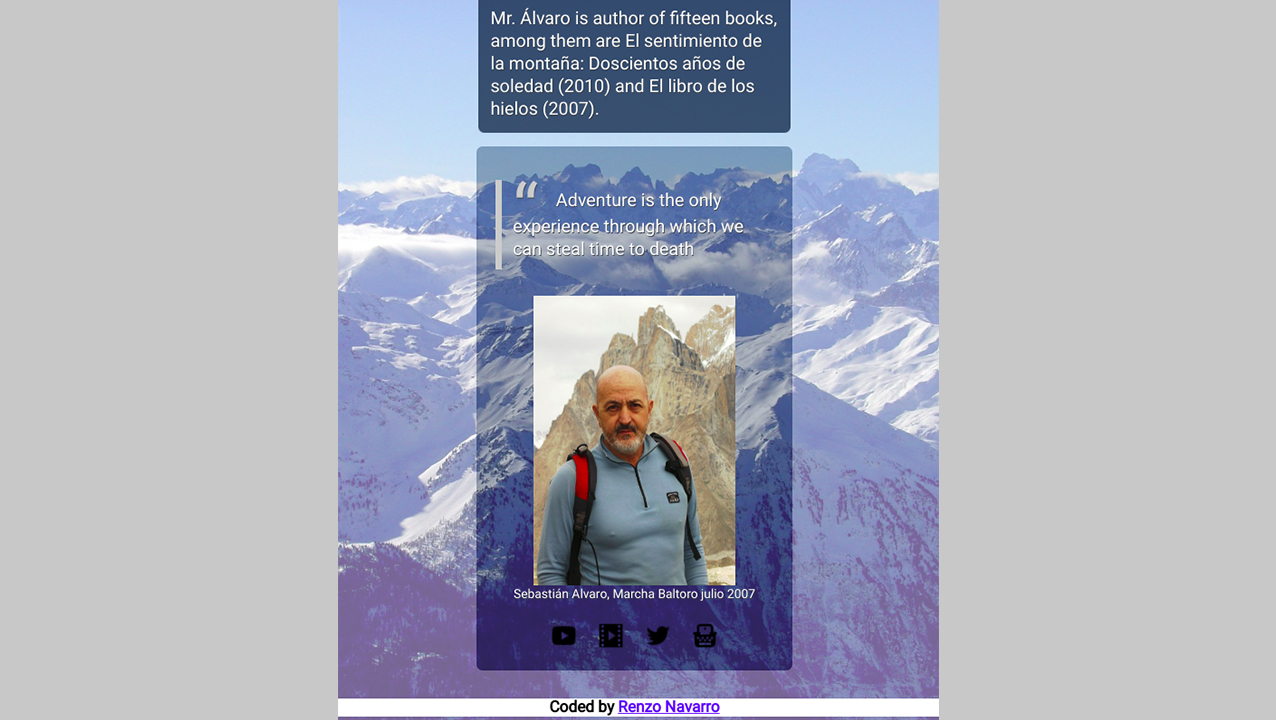 Mr. Álvaro is author of fifteen books,
among them are El sentimiento de
la montaña: Doscientos años de
soledad (2010) and El libro de los
hielos (2007).
“ Adventure is the only
experience through which we
can steal time to death
Sebastián Alvaro, Marcha Baltoro julio 2007
Coded by Renzo Navarro